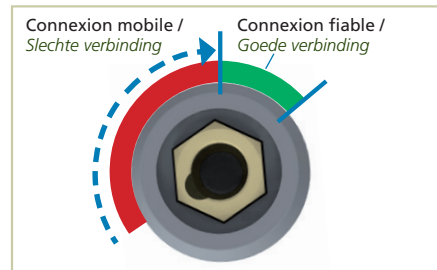 Connexion mobile /
Slechte verbinding
Connexion fiable /
Goede verbinding